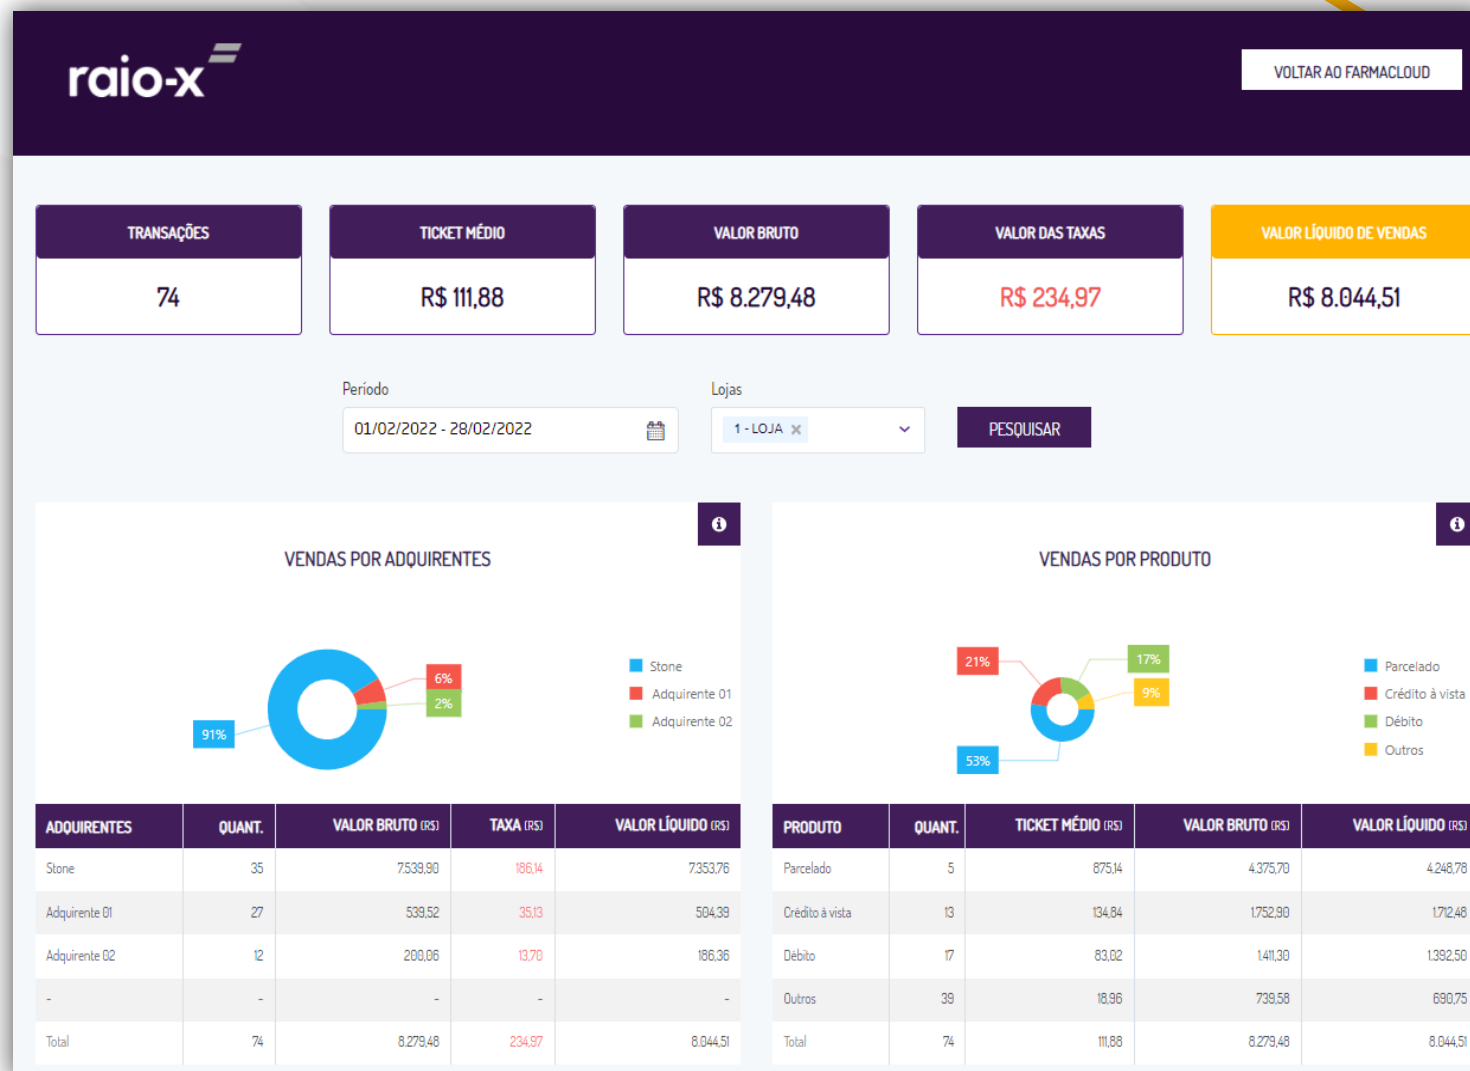 raio-x
VOLTAR AO FARMACLOUD
TRANSAÇÕES
74
TICKET MÉDIO
R$ 111,88
VALOR BRUTO
R$ 8.279,48
VALOR DAS TAXAS
R$ 234,97
VALOR LÍQUIDO DE VENDAS
R$ 8.044,51
Período
01/02/2022 - 28/02/2022
Lojas
1 - LOJA ×
PESQUISAR
VENDAS POR ADQUIRENTES
91%
6%
2%
Stone
Adquirente 01
Adquirente 02
ADQUIRENTES QUANT. VALOR BRUTO (R$) TAXA (R$) VALOR LÍQUIDO (R$)
Stone 35 7.539,90 186,14 7.353,76
Adquirente 01 27 539,52 35,13 504,39
Adquirente 02 12 200,06 13,70 186,36
- - - - -
Total 74 8.279,48 234,97 8.044,51
VENDAS POR PRODUTO
21%
17%
9%
53%
Parcelado
Crédito à vista
Débito
Outros
PRODUTO QUANT. TICKET MÉDIO (R$) VALOR BRUTO (R$) VALOR LÍQUIDO (R$)
Parcelado 5 875,14 4.375,70 4.248,78
Crédito à vista 13 134,84 1.752,90 1.712,48
Débito 17 83,02 1.411,30 1.392,50
Outros 39 18,96 739,58 690,75
Total 74 111,88 8.279,48 8.044,51